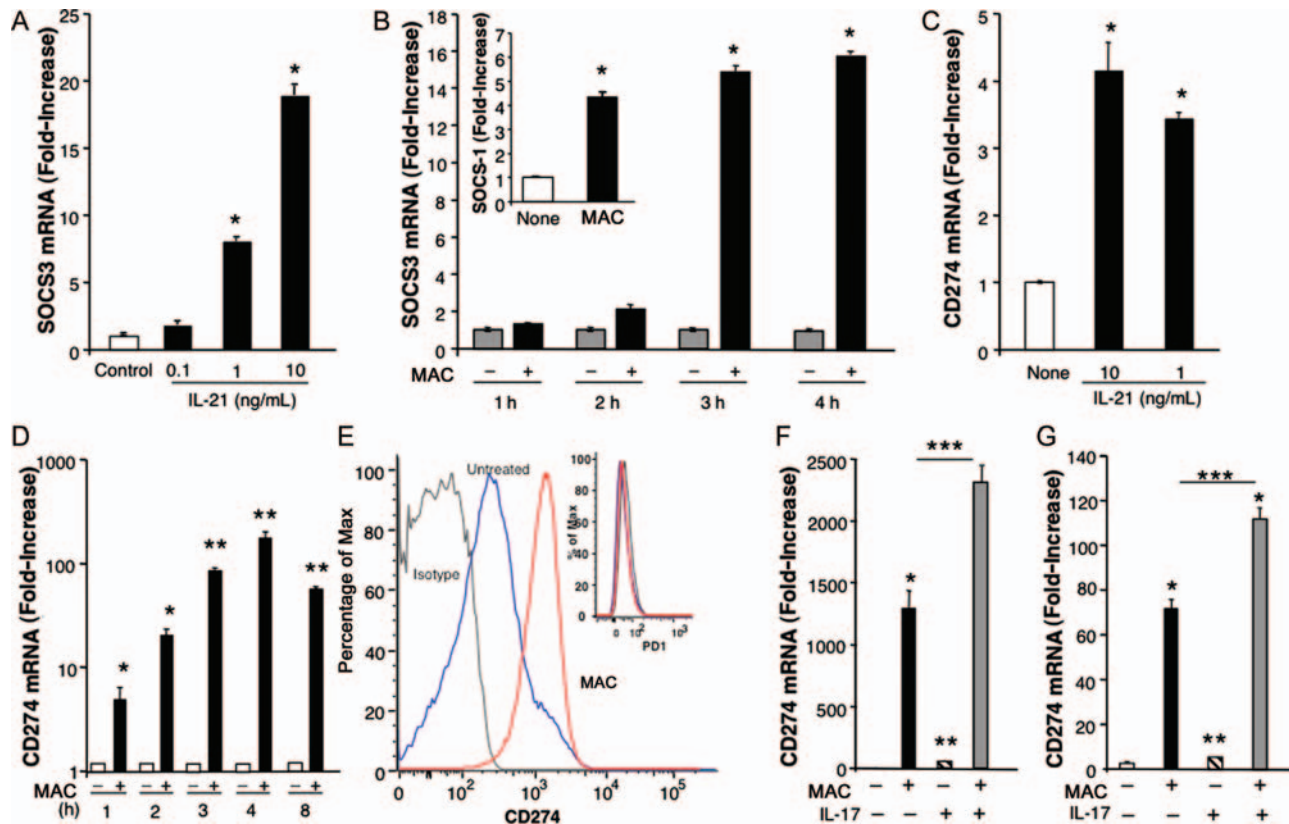 A
SOCS3 mRNA (Fold-Increase)
25
20
15
10
5
0
*
*
Control
0.1
1
10
IL-21 (ng/mL)
B
SOCS3 mRNA (Fold-Increase)
18
16
14
12
10
8
6
4
2
0
SOCS-1 (Fold-Increase)
7
6
5
4
3
2
1
0
*
None
MAC
*
*
MAC
– + – + – + – +
1 h
2 h
3 h
4 h
C
CD274 mRNA (Fold-Increase)
5
4
3
2
1
0
*
*
None
10
1
IL-21 (ng/mL)
D
CD274 mRNA (Fold-Increase)
1000
100
10
1
*
*
**
**
**
MAC
– + – + – + – + – +
(h)
1 2 3 4 8
E
Percentage of Max
100
80
60
40
20
0
Untreated
Isotype
MAC
0 10² 10³ 10⁴ 10⁵
CD274
% of Max
100
80
60
40
20
0
0 10² 10³
PD1
F
CD274 mRNA (Fold-Increase)
2500
2000
1500
1000
500
0
***
*
**
MAC – + – +
IL-17 – – + +
G
CD274 mRNA (Fold-Increase)
140
120
100
80
60
40
20
0
***
*
*
**
MAC – + – +
IL-17 – – + +